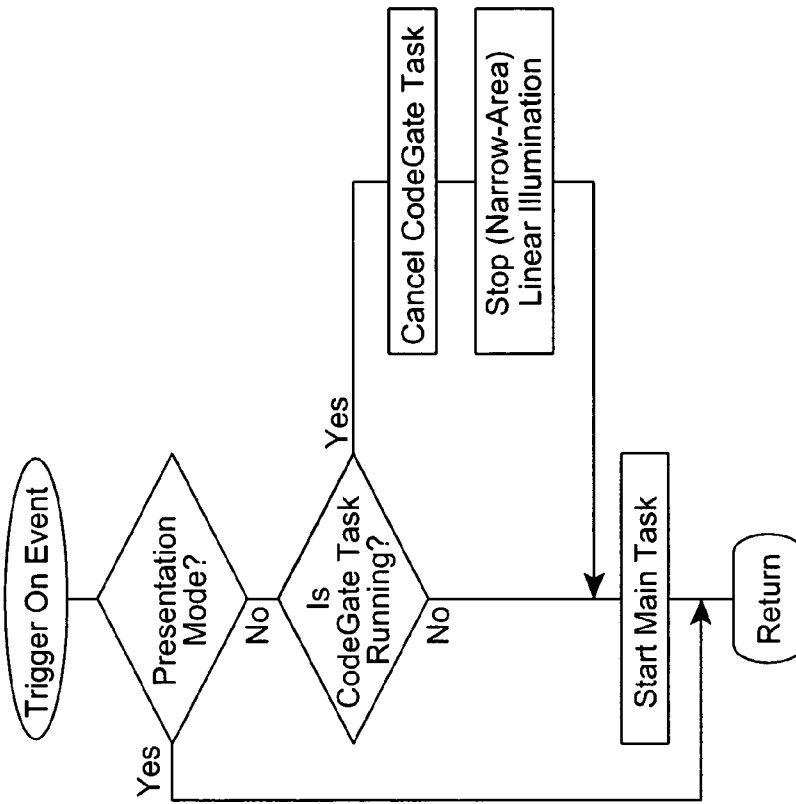 Trigger On Event
Presentation
Mode?
Yes
No
Is
CodeGate Task
Running?
Yes
No
Cancel CodeGate Task
Stop (Narrow-Area)
Linear Illumination
Start Main Task
Return